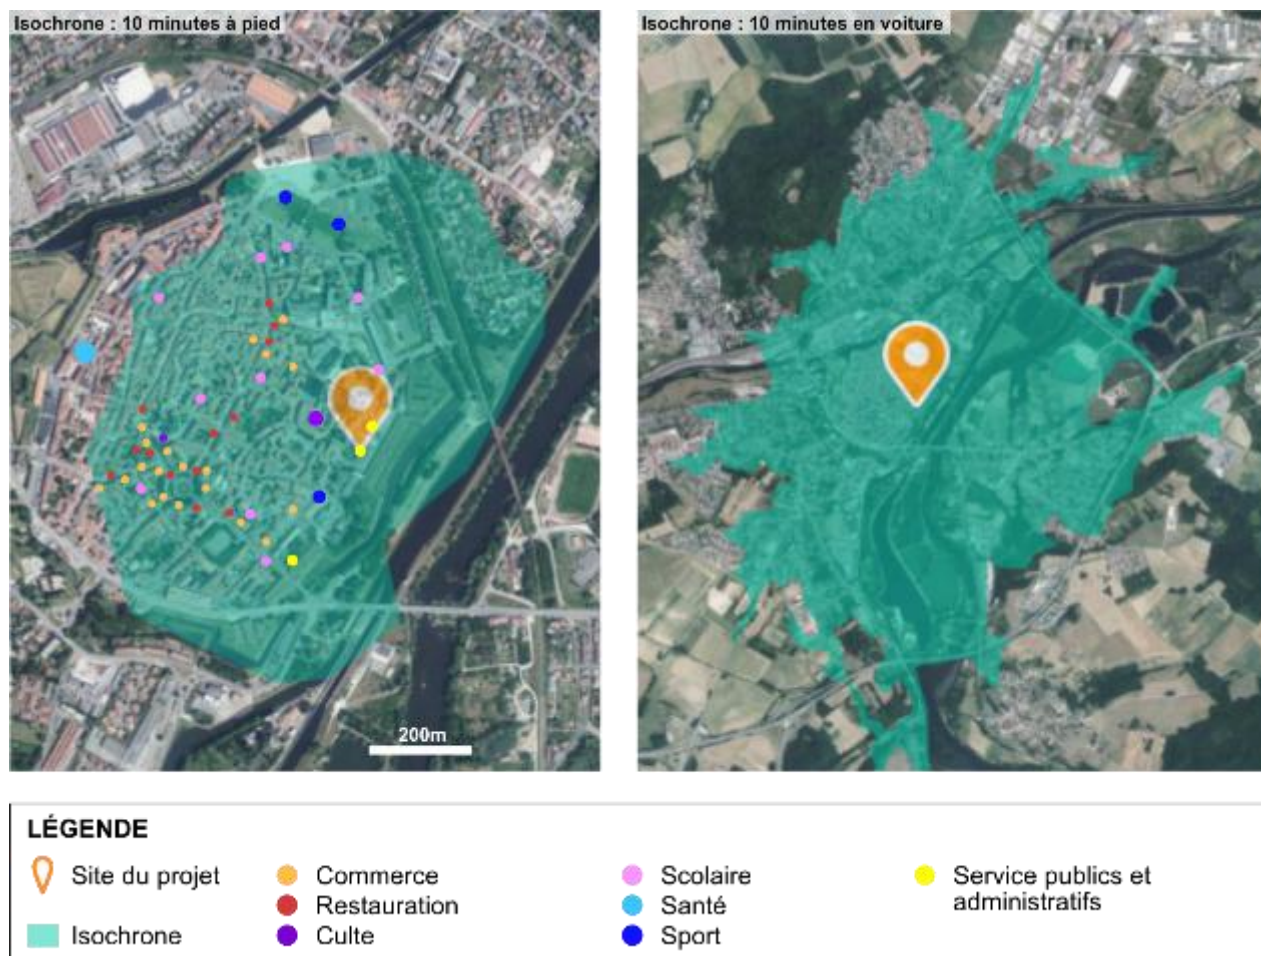 Isochrone : 10 minutes à pied
Isochrone : 10 minutes en voiture
200m
LÉGENDE
Site du projet
Commerce
Scolaire
Service publics et
administratifs
Restauration
Santé
Isochrone
Culte
Sport